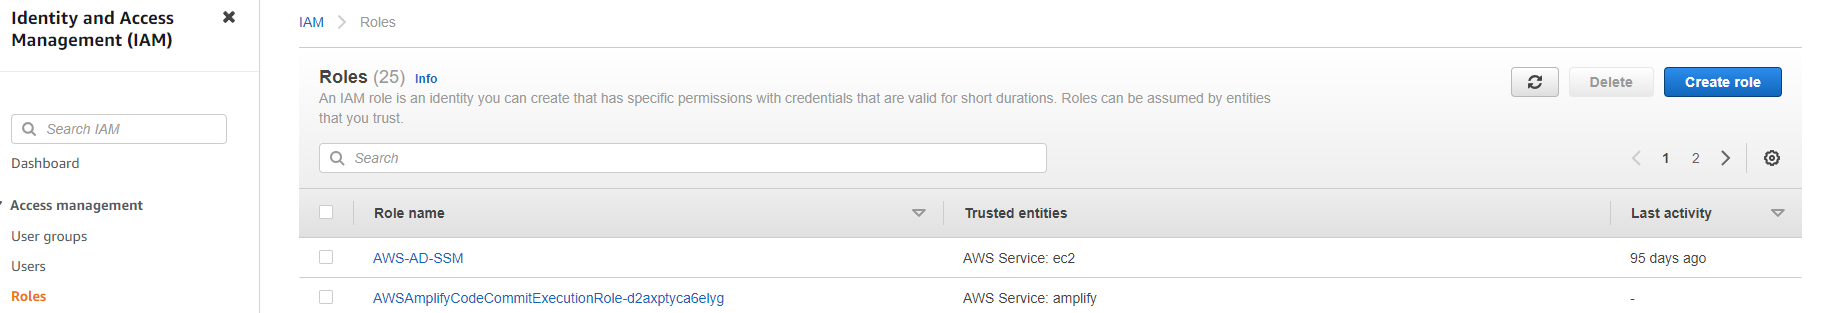 Identity and Access
Management (IAM)
Search IAM
Dashboard
Access management
User groups
Users
Roles
IAM
Roles
Roles (25) Info
An IAM role is an identity you can create that has specific permissions with credentials that are valid for short durations. Roles can be assumed by entities
that you trust.
Delete
Create role
Search
1 2
Role name Trusted entities Last activity
AWS-AD-SSM AWS Service: ec2 95 days ago
AWSAmplifyCodeCommitExecutionRole-d2axptyca6elyg AWS Service: amplify -